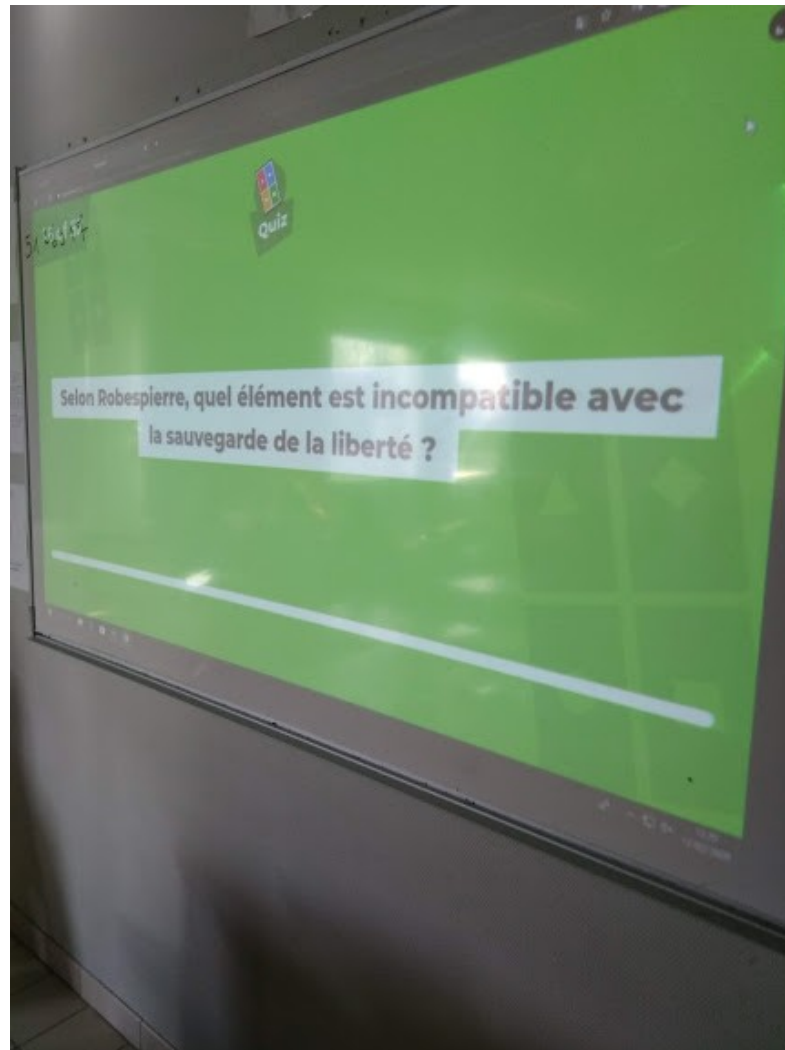 Quiz
Selon Robespierre, quel élément est incompatible avec
la sauvegarde de la liberté ?